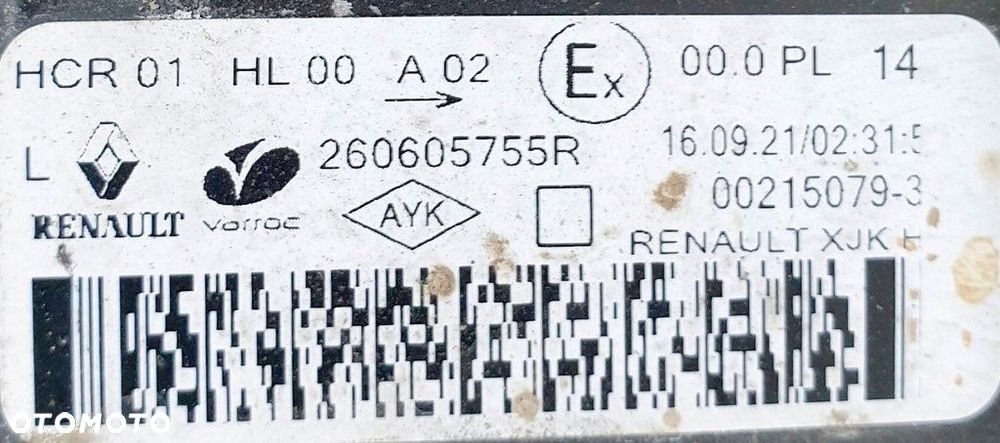 HCR 01 HL 00 A 02 Ex 00.0 PL 14
L 260605755R 16.09.21/02:31:5
RENAULT varroc AYK 00215079-3
RENAULT XJK H
OTOMOTO